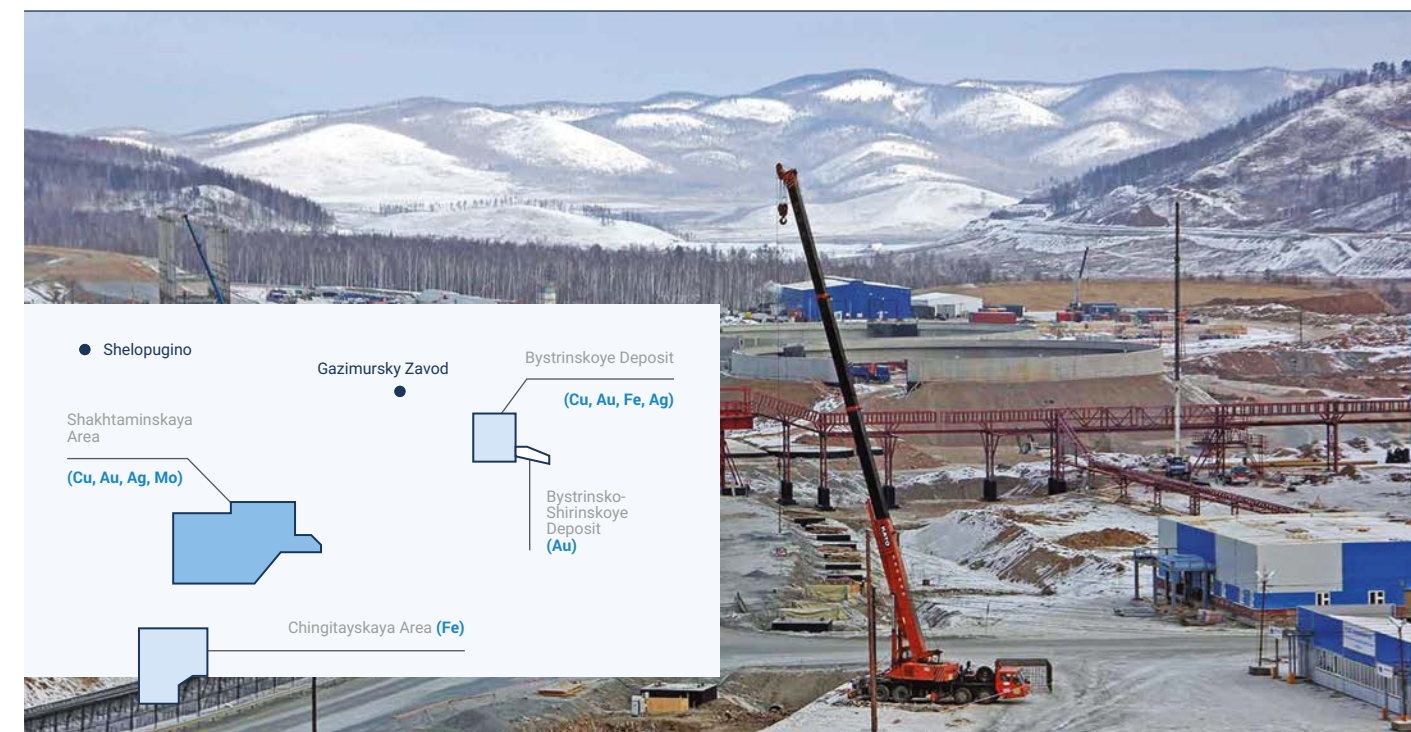 Shelopugino
Gazimursky Zavod
Bystrinskoye Deposit
(Cu, Au, Fe, Ag)
Shakhtaminskaya
Area
(Cu, Au, Ag, Mo)
Bystrinsko-
Shirinskoye
Deposit
(Au)
Chingitayskaya Area (Fe)
KATO